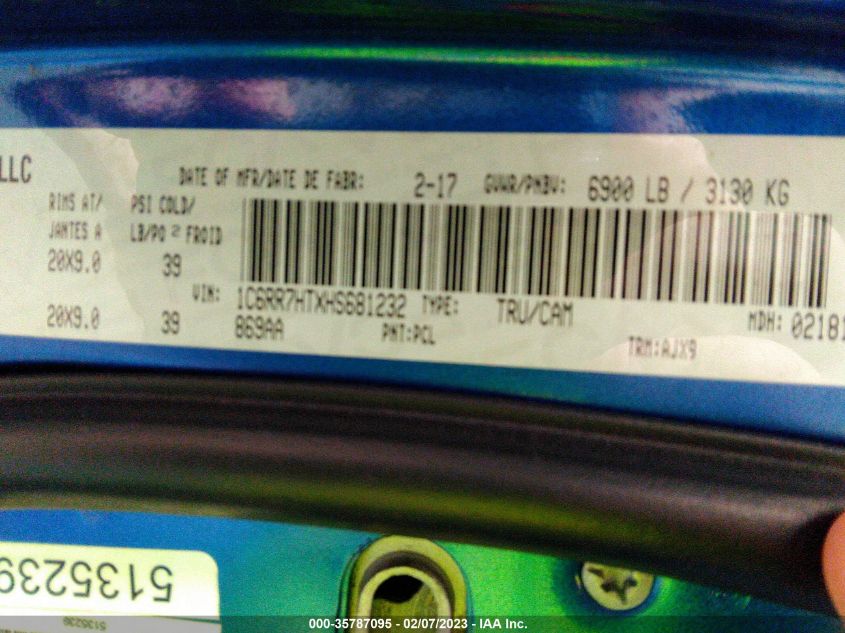 LLC
DATE OF MFR/DATE DE FABR: 2-17 GVWR/PNBV: 6900 LB / 3130 KG
RIMS AT/ PSI COLD/
JANTES A LB/PO 2 FROID
20X9.0 39
VIN: 1C6RR7HTXHS681232 TYPE: TRU/CAM MDH: 02181
20X9.0 39 869AA PNT:PCL TRM:AJX9
5135239
5135239
000-35787095 - 02/07/2023 - IAA Inc.